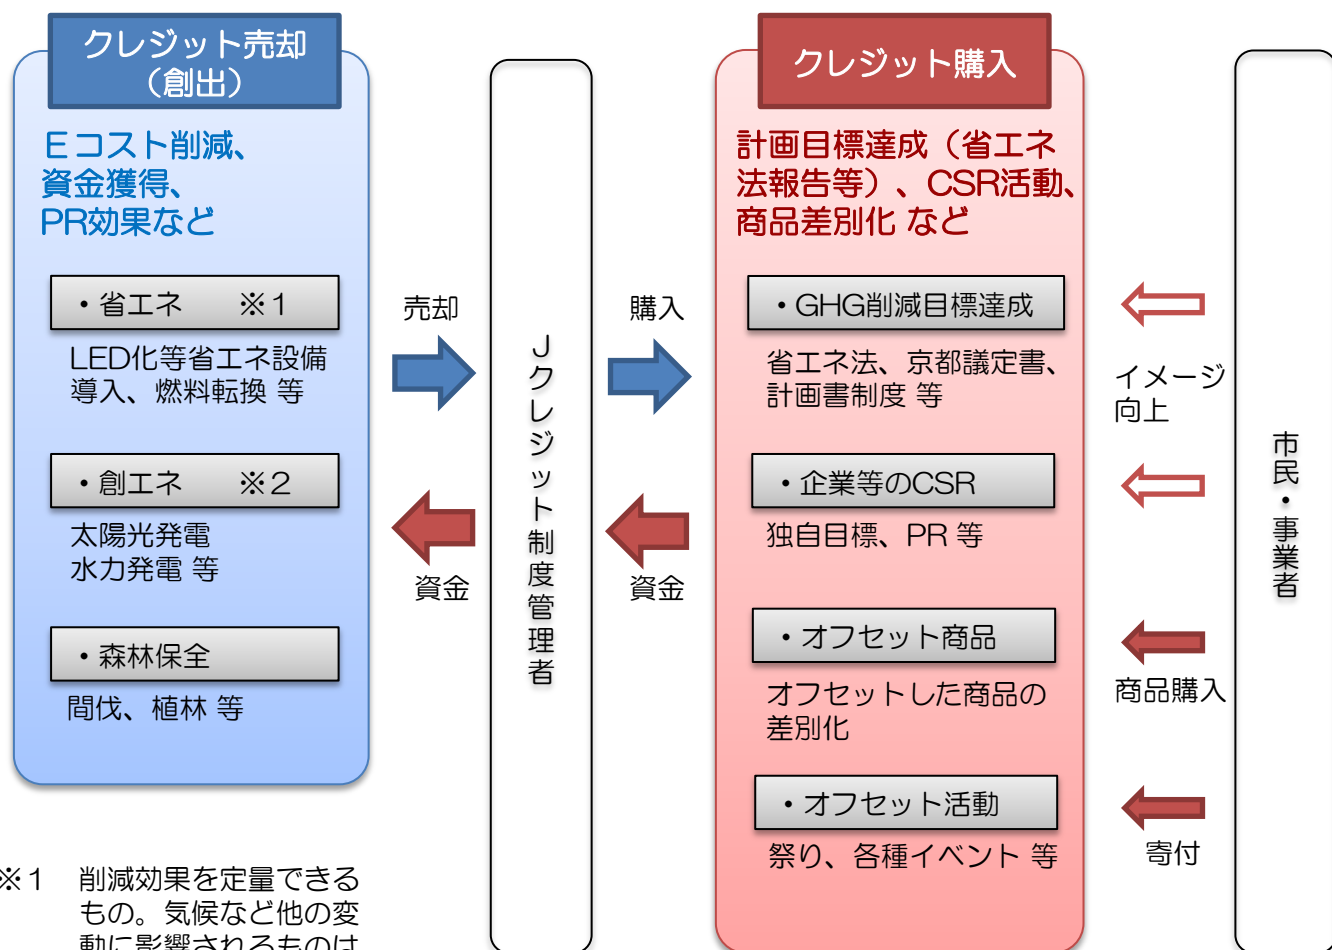 クレジット売却
（創出）
Ｅコスト削減、
資金獲得、
PR効果など
・省エネ　　※１
LED化等省エネ設備
導入、燃料転換 等
・創エネ　　※２
太陽光発電
水力発電 等
・森林保全
間伐、植林 等
※１　削減効果を定量できる
もの。気候など他の変
動に影響されるものは
売却
資金
Ｊクレジット制度管理者
購入
資金
クレジット購入
計画目標達成（省エネ
法報告等）、CSR活動、
商品差別化 など
・GHG削減目標達成
省エネ法、京都議定書、
計画書制度 等
・企業等のCSR
独自目標、PR 等
・オフセット商品
オフセットした商品の
差別化
・オフセット活動
祭り、各種イベント 等
イメージ
向上
商品購入
寄付
市民・事業者